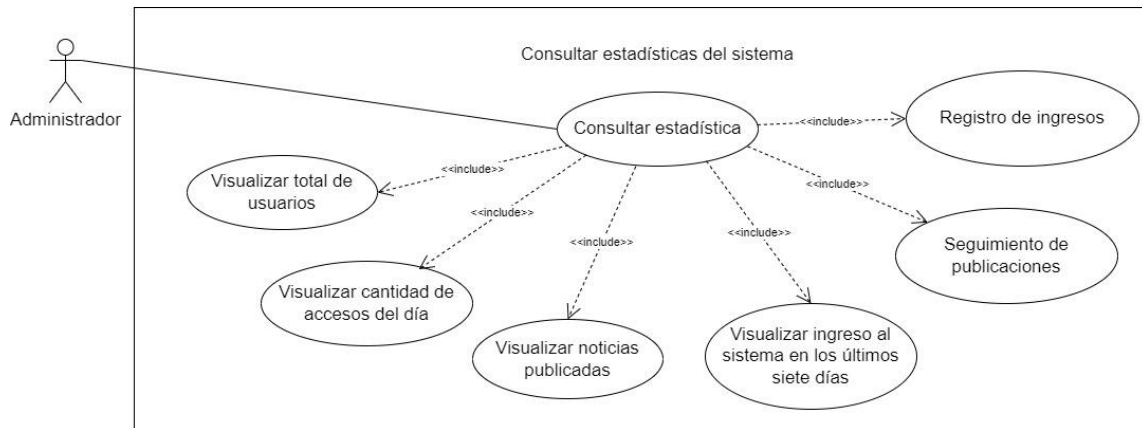 Consultar estadísticas del sistema
Administrador
Consultar estadística
<<include>>
Registro de ingresos
<<include>>
Visualizar total de
usuarios
<<include>>
Visualizar cantidad de
accesos del día
<<include>>
Visualizar noticias
publicadas
<<include>>
Visualizar ingreso al
sistema en los últimos
siete días
<<include>>
Seguimiento de
publicaciones